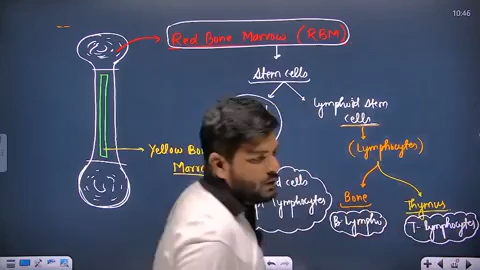 10:46
Red Bone Marrow (RBM)
Stem cells
Lymphoid stem
cells
(Lymphocytes)
Yellow Bo
Marro
d cells
lymphocytes
Bone
B-Lympho
Thymus
T-Lymphocytes